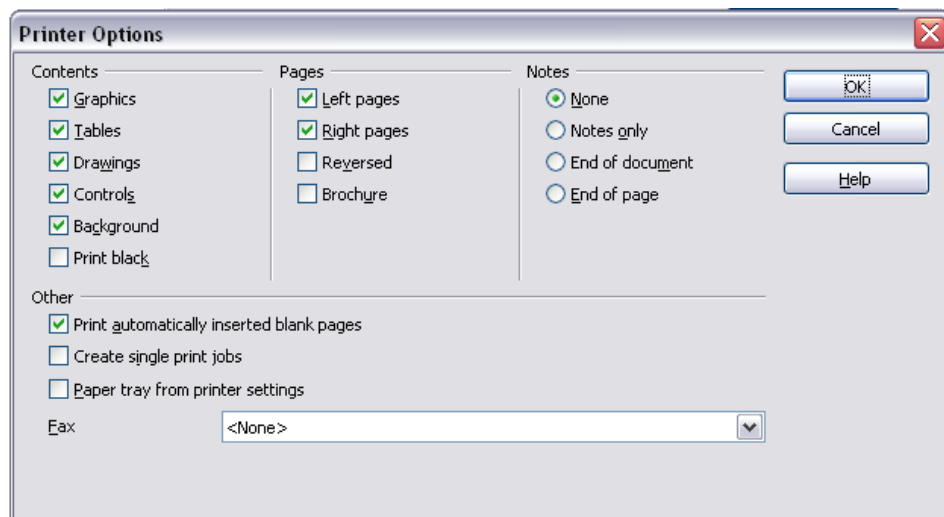 Printer Options
Contents
Graphics
Tables
Drawings
Controls
Background
Print black
Pages
Left pages
Right pages
Reversed
Brochure
Notes
None
Notes only
End of document
End of page
OK
Cancel
Help
Other
Print automatically inserted blank pages
Create single print jobs
Paper tray from printer settings
Fax
<None>